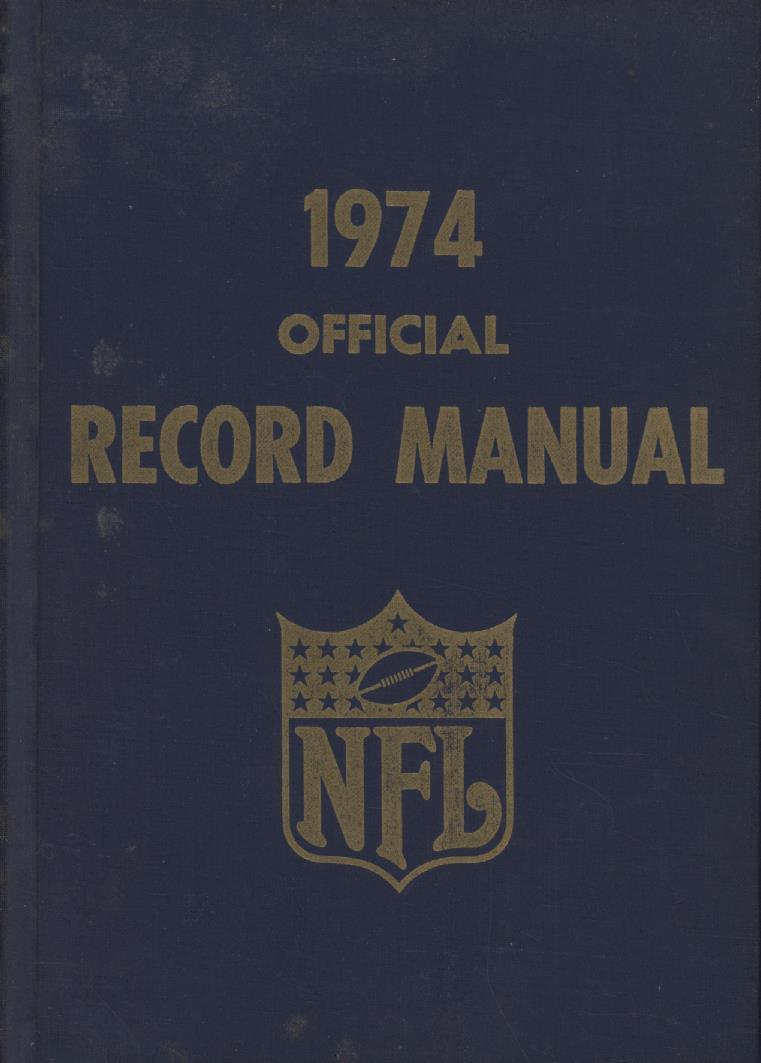 1974
OFFICIAL
RECORD MANUAL
NFL